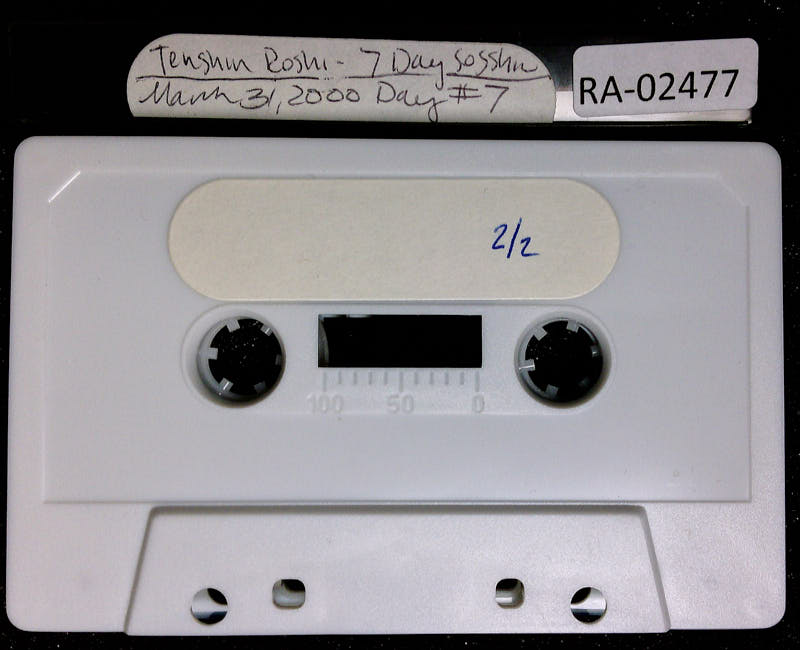 Tenshin Roshi - 7 Day Sesshin
March 31, 2000 Day #7
RA-02477
2/2
100 50 0